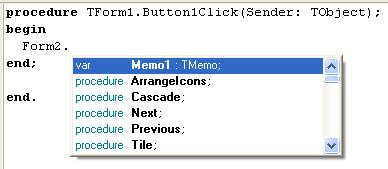 procedure TForm1.Button1Click(Sender: TObject);
begin
Form2.
var Memo1 : TMemo;
procedure ArrangeIcons;
procedure Cascade;
procedure Next;
procedure Previous;
procedure Tile;
end;
end.